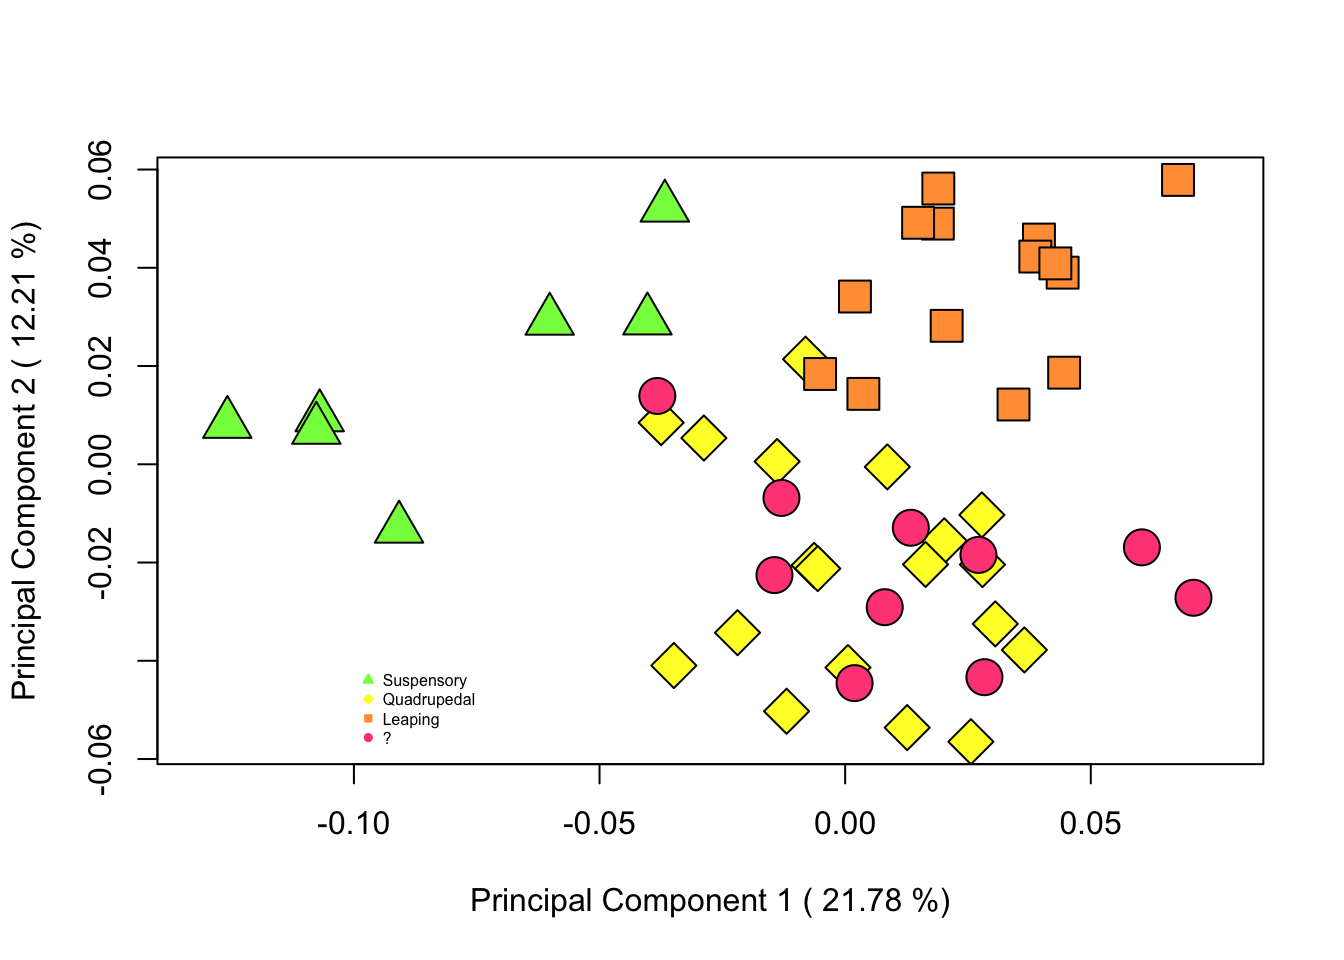 Principal Component 2 ( 12.21 %)
0.06
0.04
0.02
0.00
-0.02
-0.06
Suspensory
Quadrupedal
Leaping
?
-0.10
-0.05
0.00
0.05
Principal Component 1 ( 21.78 %)